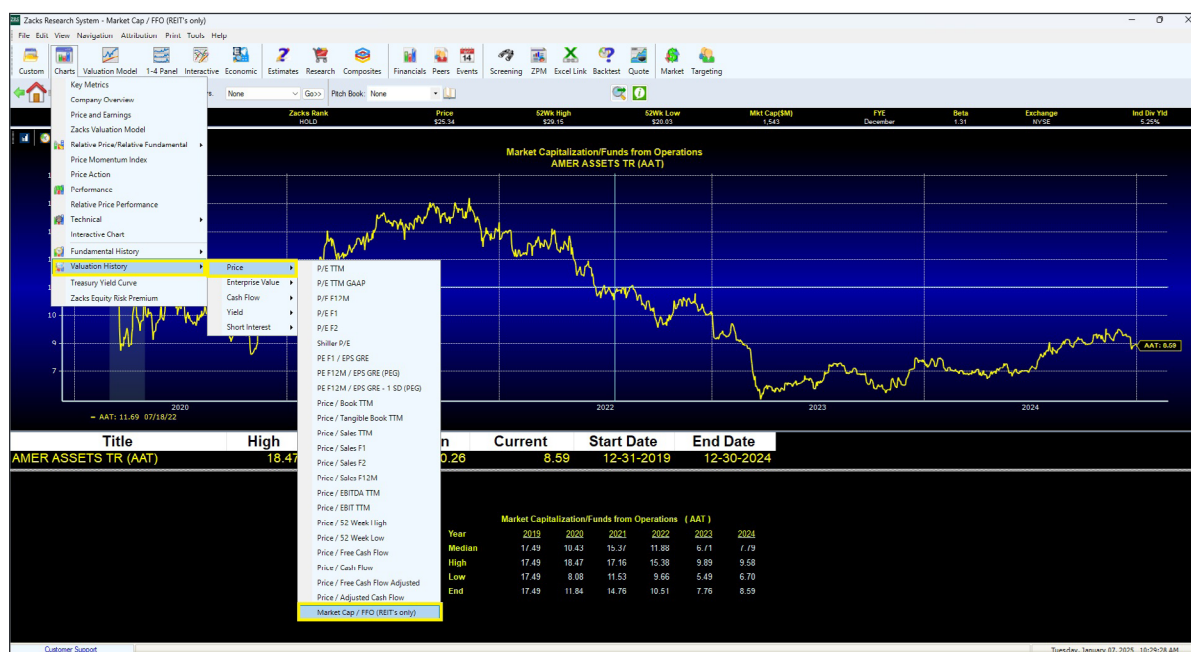 Zacks Research System - Market Cap / FFO (REIT's only)
File Edit View Navigation Attribution Print Tools Help
Custom Charts Valuation Model 1-4 Panel Interactive Economic Estimates Research Composites Financials Peers Events Screening ZPM Excel Link Backtest Quote Market Targeting
None Go>> Pitch Book: None
Zacks Rank Price 52Wk High 52Wk Low Mkt Cap($M) FYE Beta Exchange Ind Div Yld
HOLD $25.34 $29.15 $20.03 1,543 December 1.31 NYSE 5.25%
Key Metrics
Company Overview
Price and Earnings
Zacks Valuation Model
Relative Price/Relative Fundamental
Price Momentum Index
Price Action
Performance
Relative Price Performance
Technical
Interactive Chart
Fundamental History
Valuation History
Treasury Yield Curve
Zacks Equity Risk Premium
Price
Enterprise Value
Cash Flow
Yield
Short Interest
P/E TTM
P/E TTM GAAP
P/E F12M
P/E F1
P/E F2
Shiller P/E
PE F1 / EPS GRE
PE F12M / EPS GRE (PEG)
PE F12M / EPS GRE - 1 SD (PEG)
Price / Book TTM
Price / Tangible Book TTM
Price / Sales TTM
Price / Sales F1
Price / Sales F2
Price / Sales F12M
Price / EBITDA TTM
Price / EBIT TTM
Price / 52 Week High
Price / 52 Week Low
Price / Free Cash Flow
Price / Cash Flow
Price / Free Cash Flow Adjusted
Price / Adjusted Cash Flow
Market Cap / FFO (REIT's only)
Market Capitalization/Funds from Operations
AMER ASSETS TR (AAT)
10
9
7
AAT: 8.59
2020 2022 2023 2024
AAT: 11.69 07/18/22
Title High Current Start Date End Date
AMER ASSETS TR (AAT) 18.47 0.26 8.59 12-31-2019 12-30-2024
Market Capitalization/Funds from Operations (AAT)
Year 2019 2020 2021 2022 2023 2024
Median 17.49 10.43 15.37 11.88 6.71 7.79
High 17.49 18.47 17.16 15.38 9.89 9.58
Low 17.49 8.08 11.53 9.66 5.49 6.70
End 17.49 11.84 14.76 10.51 7.76 8.59
Customer Support
Tuesday, January 07, 2025 10:29:28 AM